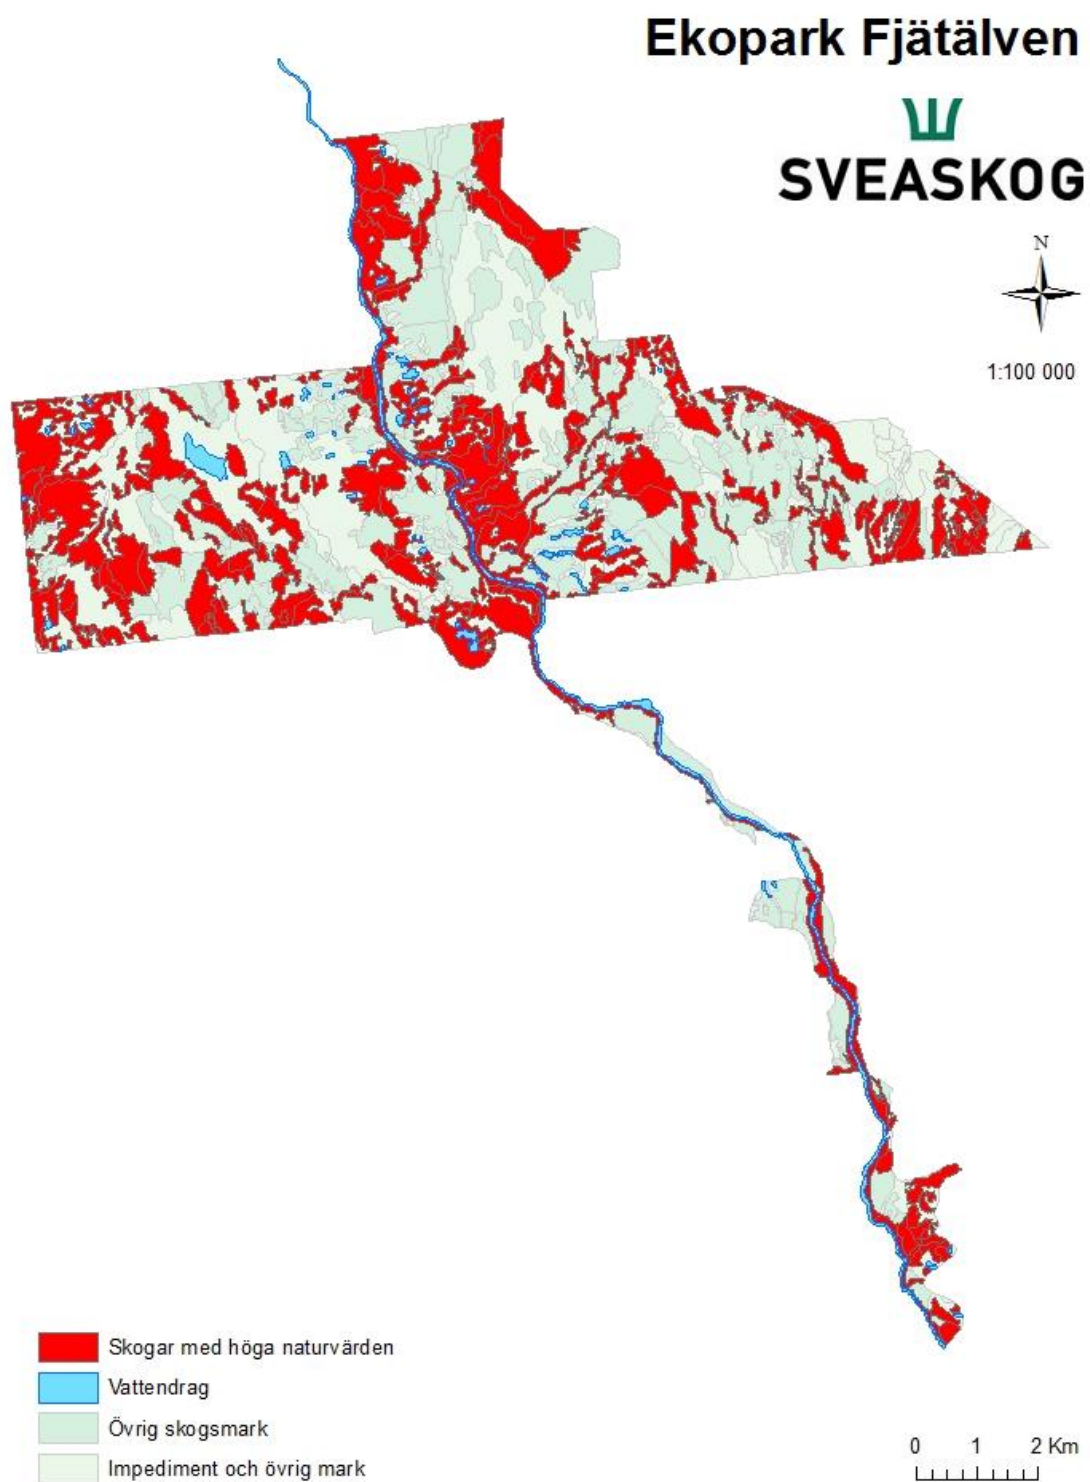 Ekopark Fjätälven
SVEASKOG
N
1:100 000
Skogar med höga naturvärden
Vattendrag
Övrig skogsmark
Impediment och övrig mark
0 1 2 Km